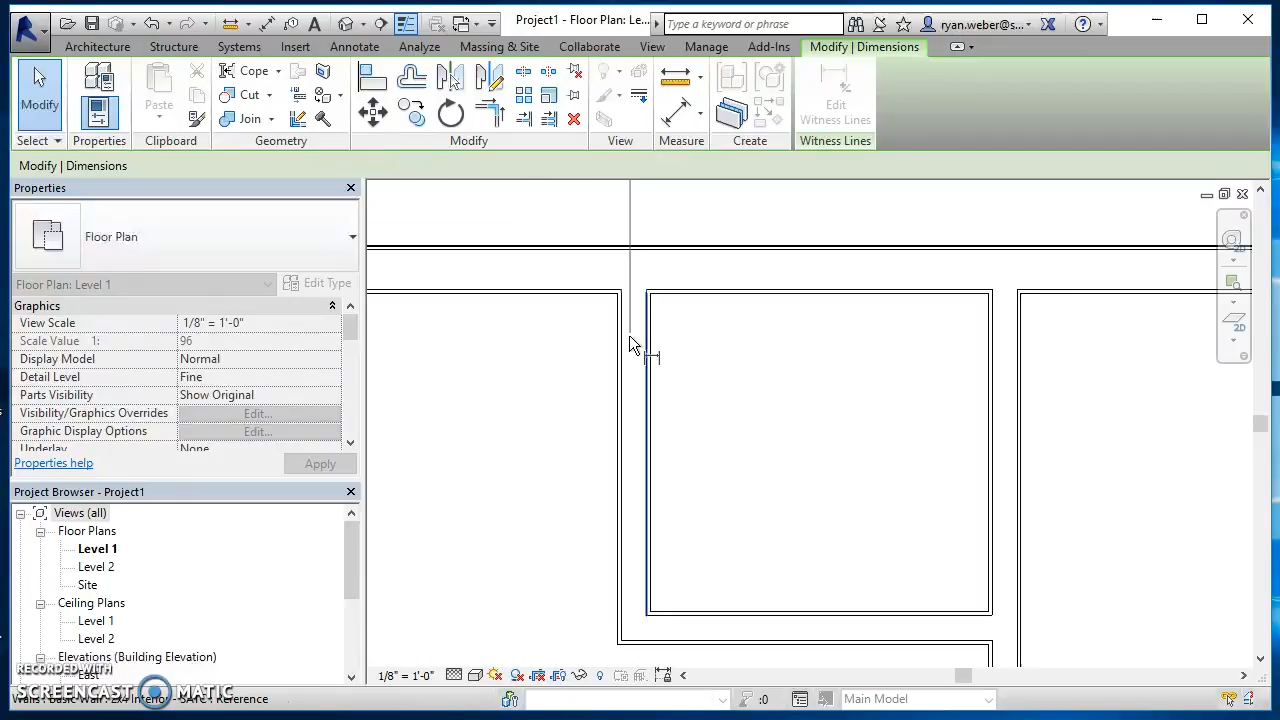 Project1 - Floor Plan: Le...
Type a keyword or phrase
ryan.weber@s...
Architecture Structure Systems Insert Annotate Analyze Massing & Site Collaborate View Manage Add-Ins Modify | Dimensions
Modify
Paste
Cope
Cut
Join
Edit
Witness Lines
Select Properties Clipboard Geometry Modify View Measure Create Witness Lines
Modify | Dimensions
Properties
Floor Plan
Floor Plan: Level 1
Edit Type
Graphics
View Scale 1/8" = 1'-0"
Scale Value 1: 96
Display Model Normal
Detail Level Fine
Parts Visibility Show Original
Visibility/Graphics Overrides Edit...
Graphic Display Options Edit...
Underlay None
Properties help
Apply
Project Browser - Project1
Views (all)
Floor Plans
Level 1
Level 2
Site
Ceiling Plans
Level 1
Level 2
Elevations (Building Elevation)
East
RECORDED WITH
SCREENCAST MATIC
1/8" = 1'-0"
:0
Main Model
2D
2D
Reference